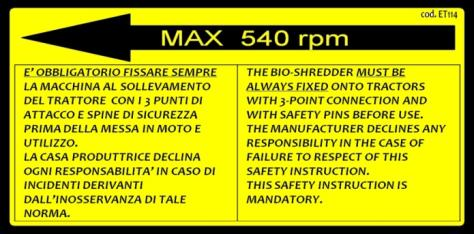 cod. ET114
MAX 540 rpm
E' OBBLIGATORIO FISSARE SEMPRE
LA MACCHINA AL SOLLEVAMENTO
DEL TRATTORE CON I 3 PUNTI DI
ATTACCO E SPINE DI SICUREZZA
PRIMA DELLA MESSA IN MOTO E
UTILIZZO.
LA CASA PRODUTTRICE DECLINA
OGNI RESPONSABILITA' IN CASO DI
INCIDENTI DERIVANTI
DALL'INOSSERVANZA DI TALE
NORMA.
THE BIO-SHREDDER MUST BE
ALWAYS FIXED ONTO TRACTORS
WITH 3-POINT CONNECTION AND
WITH SAFETY PINS BEFORE USE.
THE MANUFACTURER DECLINES ANY
RESPONSIBILITY IN THE CASE OF
FAILURE TO RESPECT OF THIS
SAFETY INSTRUCTION.
THIS SAFETY INSTRUCTION IS
MANDATORY.